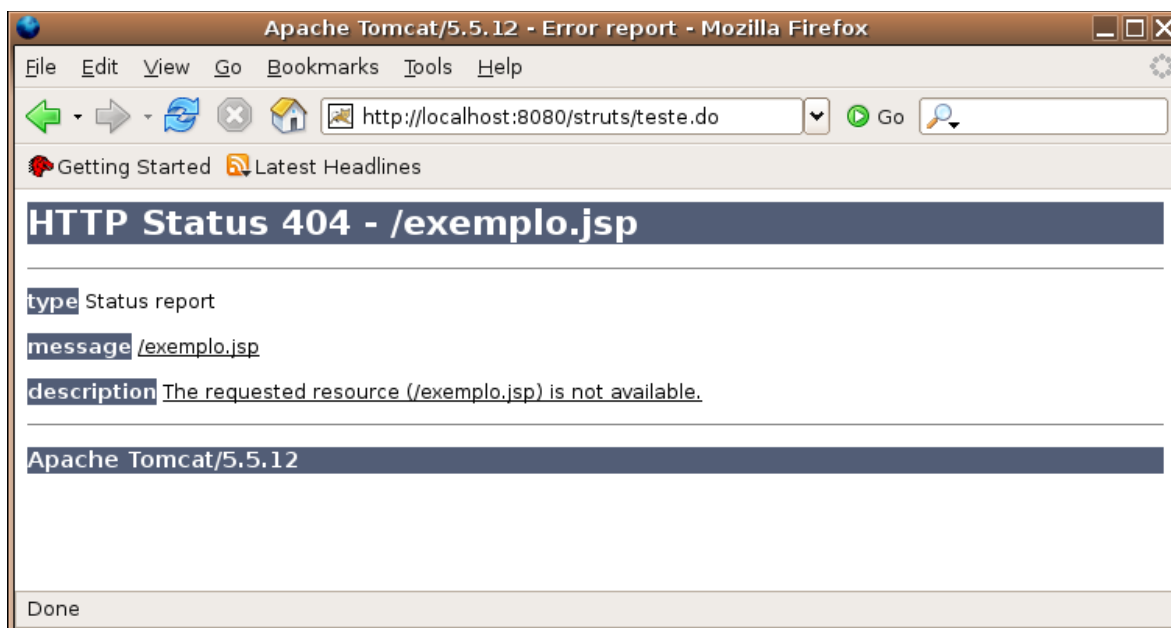 Apache Tomcat/5.5.12 - Error report - Mozilla Firefox
File Edit View Go Bookmarks Tools Help
http://localhost:8080/struts/teste.do Go
Getting Started Latest Headlines
HTTP Status 404 - /exemplo.jsp
type Status report
message /exemplo.jsp
description The requested resource (/exemplo.jsp) is not available.
Apache Tomcat/5.5.12
Done